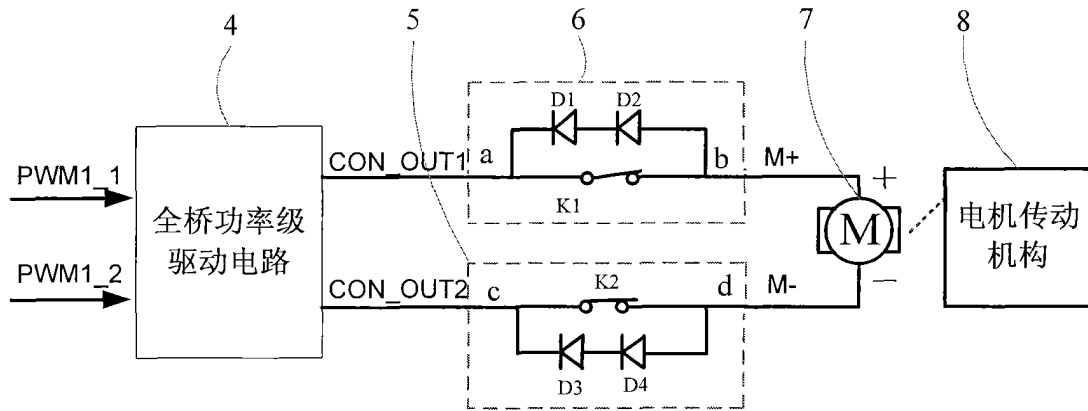 4
5
6
7
8
D1
D2
PWM1_1
CON_OUT1
a
b
M+
+
K1
全桥功率级
驱动电路
M
电机传动
机构
PWM1_2
CON_OUT2
c
K2
d
M-
−
D3
D4